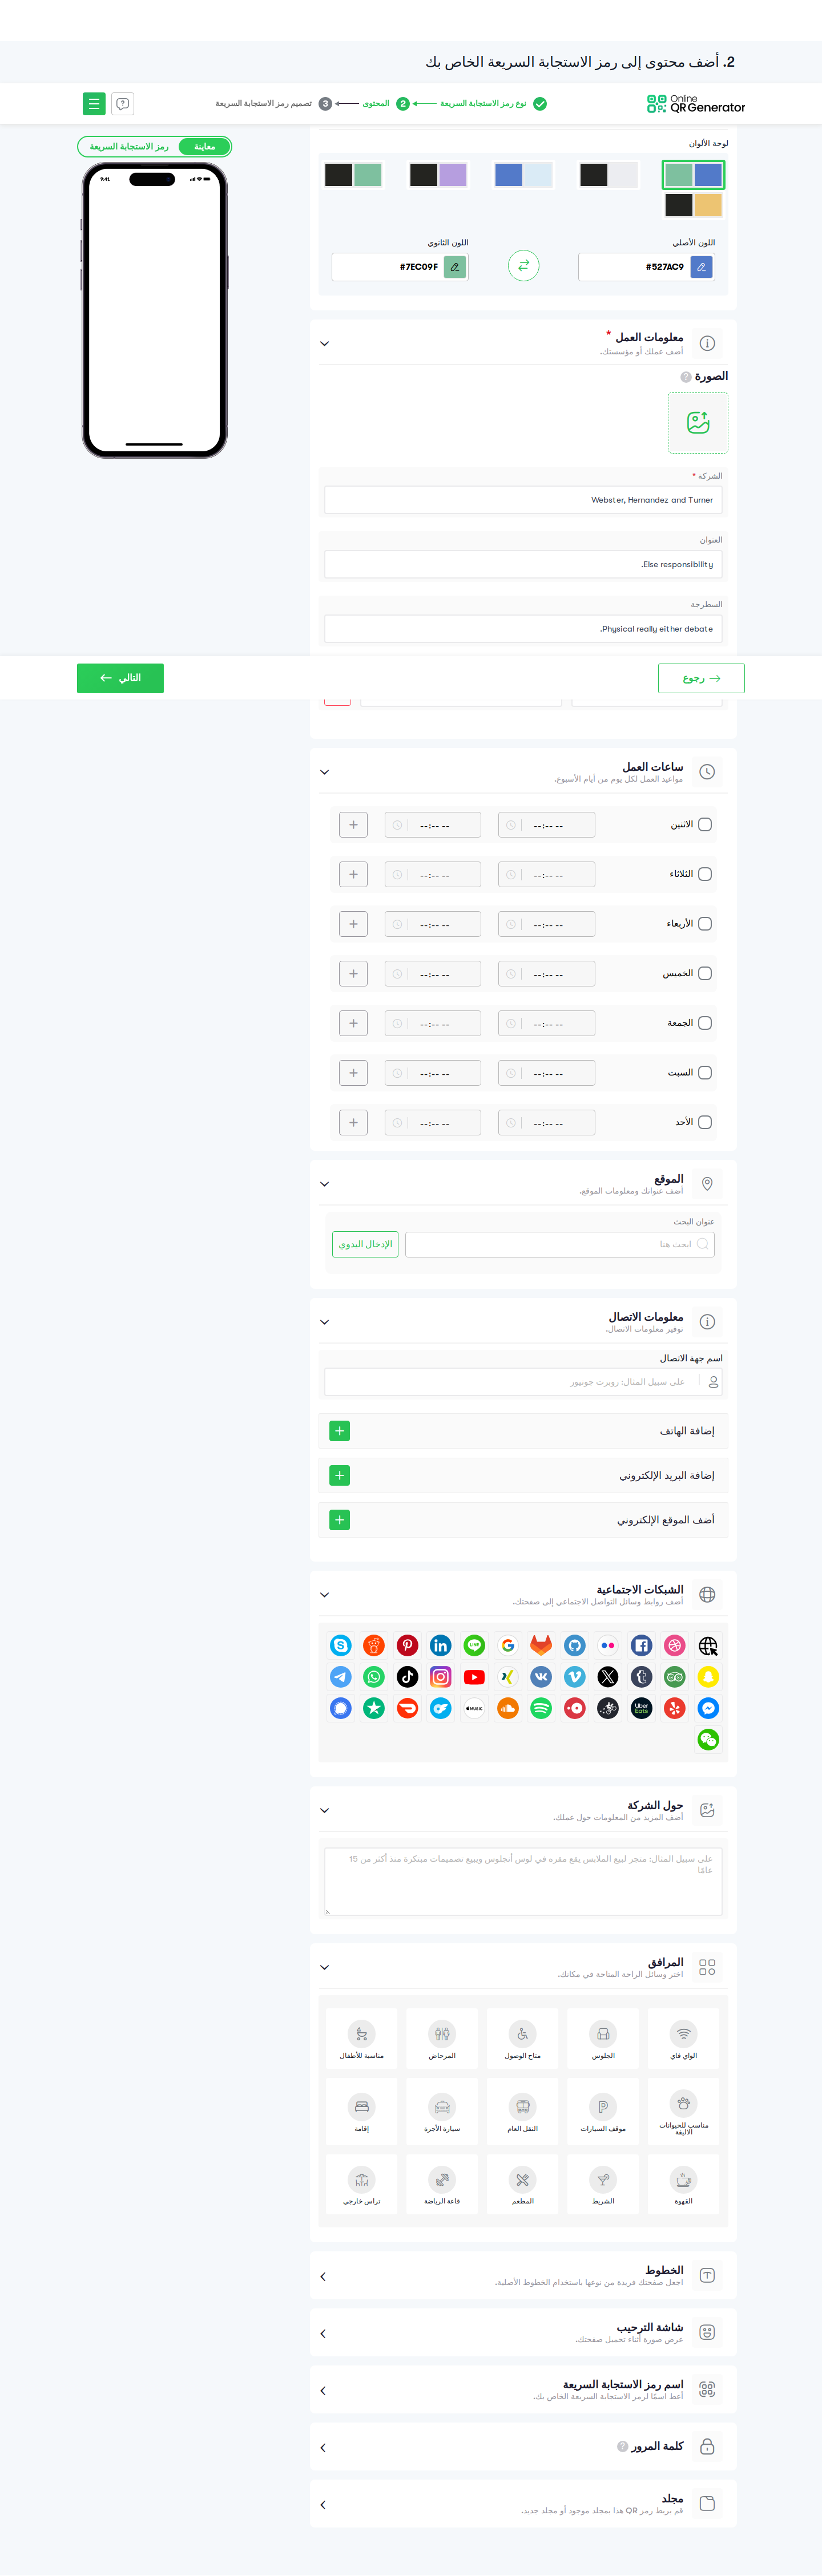 2. أضف محتوى إلى رمز الاستجابة السريعة الخاص بك
Online
QR Generator
نوع رمز الاستجابة السريعة
2 المحتوى
3 تصميم رمز الاستجابة السريعة
معاينة
رمز الاستجابة السريعة
9:41
لوحة الألوان
اللون الأصلي
#527AC9
اللون الثانوي
#7EC09F
معلومات العمل *
أضف عملك أو مؤسستك.
الصورة ?
الشركة *
Webster, Hernandez and Turner
العنوان
Else responsibility.
السطرجة
Physical really either debate.
رجوع
التالي
ساعات العمل
مواعيد العمل لكل يوم من أيام الأسبوع.
الاثنين --:-- -- --:-- -- +
الثلاثاء --:-- -- --:-- -- +
الأربعاء --:-- -- --:-- -- +
الخميس --:-- -- --:-- -- +
الجمعة --:-- -- --:-- -- +
السبت --:-- -- --:-- -- +
الأحد --:-- -- --:-- -- +
الموقع
أضف عنوانك ومعلومات الموقع.
عنوان البحث
ابحث هنا
الإدخال اليدوي
معلومات الاتصال
توفير معلومات الاتصال.
اسم جهة الاتصال
على سبيل المثال: روبرت جونيور
إضافة الهاتف
إضافة البريد الإلكتروني
أضف الموقع الإلكتروني
الشبكات الاجتماعية
أضف روابط وسائل التواصل الاجتماعي إلى صفحتك.
LINE
MUSIC
Uber
Eats
حول الشركة
أضف المزيد من المعلومات حول عملك.
على سبيل المثال: متجر لبيع الملابس يقع مقره في لوس أنجلوس ويبيع تصميمات مبتكرة منذ أكثر من 15
عامًا
المرافق
اختر وسائل الراحة المتاحة في مكانك.
الواي فاي
الجلوس
متاح الوصول
المرحاض
مناسبة للأطفال
مناسب للحيوانات
الاليفة
موقف السيارات
النقل العام
سيارة الأجرة
إقامة
القهوة
الشريط
المطعم
قاعة الرياضة
تراس خارجي
الخطوط
اجعل صفحتك فريدة من نوعها باستخدام الخطوط الأصلية.
شاشة الترحيب
عرض صورة أثناء تحميل صفحتك.
اسم رمز الاستجابة السريعة
أعط اسمًا لرمز الاستجابة السريعة الخاص بك.
كلمة المرور ?
مجلد
قم بربط رمز QR هذا بمجلد موجود أو مجلد جديد.